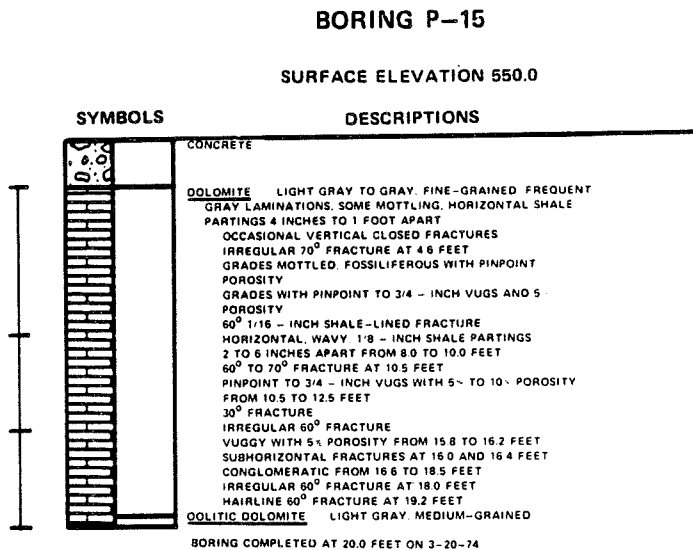 BORING P-15
SURFACE ELEVATION 550.0
SYMBOLS DESCRIPTIONS
CONCRETE
DOLOMITE LIGHT GRAY TO GRAY. FINE-GRAINED FREQUENT
GRAY LAMINATIONS, SOME MOTTLING, HORIZONTAL SHALE
PARTINGS 4 INCHES TO 1 FOOT APART
OCCASIONAL VERTICAL CLOSED FRACTURES
IRREGULAR 70° FRACTURE AT 4 6 FEET
GRADES MOTTLED, FOSSILIFEROUS WITH PINPOINT
POROSITY
GRADES WITH PINPOINT TO 3/4 - INCH VUGS AND 5
POROSITY
60° 1/16 - INCH SHALE-LINED FRACTURE
HORIZONTAL, WAVY 1/8 - INCH SHALE PARTINGS
2 TO 6 INCHES APART FROM 8.0 TO 10.0 FEET
60° TO 70° FRACTURE AT 10.5 FEET
PINPOINT TO 3/4 - INCH VUGS WITH 5% TO 10% POROSITY
FROM 10.5 TO 12.5 FEET
30° FRACTURE
IRREGULAR 60° FRACTURE
VUGGY WITH 5% POROSITY FROM 15 8 TO 16.2 FEET
SUBHORIZONTAL FRACTURES AT 16 0 AND 16 4 FEET
CONGLOMERATIC FROM 16 6 TO 18.5 FEET
IRREGULAR 60° FRACTURE AT 18.0 FEET
HAIRLINE 60° FRACTURE AT 19.2 FEET
OOLITIC DOLOMITE LIGHT GRAY, MEDIUM-GRAINED
BORING COMPLETED AT 20.0 FEET ON 3-20-74